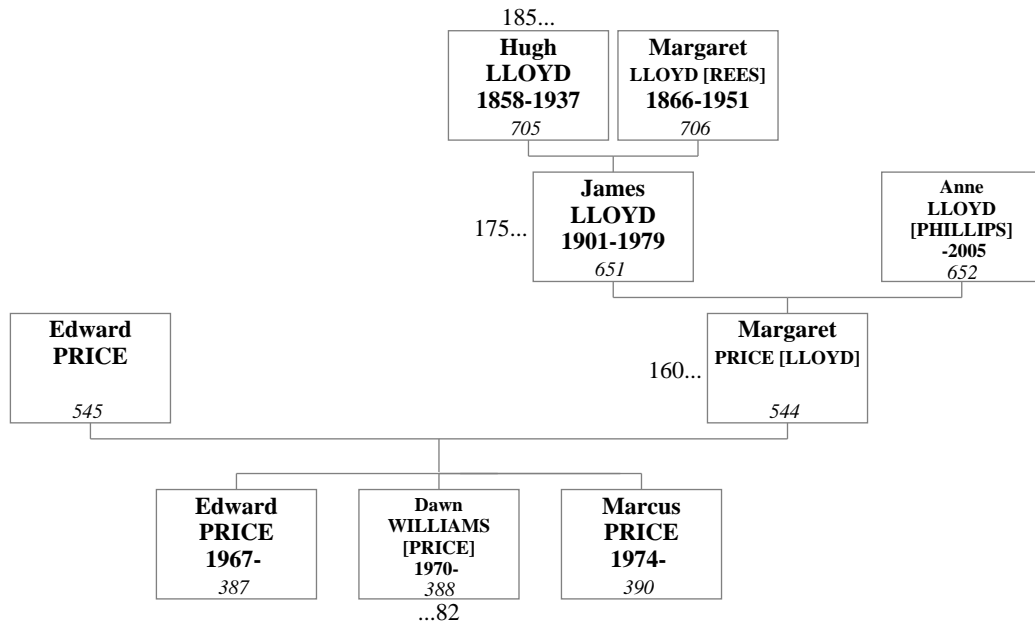 185...
Hugh
LLOYD
1858-1937
705
Margaret
LLOYD [REES]
1866-1951
706
175...
James
LLOYD
1901-1979
651
Anne
LLOYD
[PHILLIPS]
-2005
652
Edward
PRICE
545
160...
Margaret
PRICE [LLOYD]
544
Edward
PRICE
1967-
387
Dawn
WILLIAMS
[PRICE]
1970-
388
Marcus
PRICE
1974-
390
...82